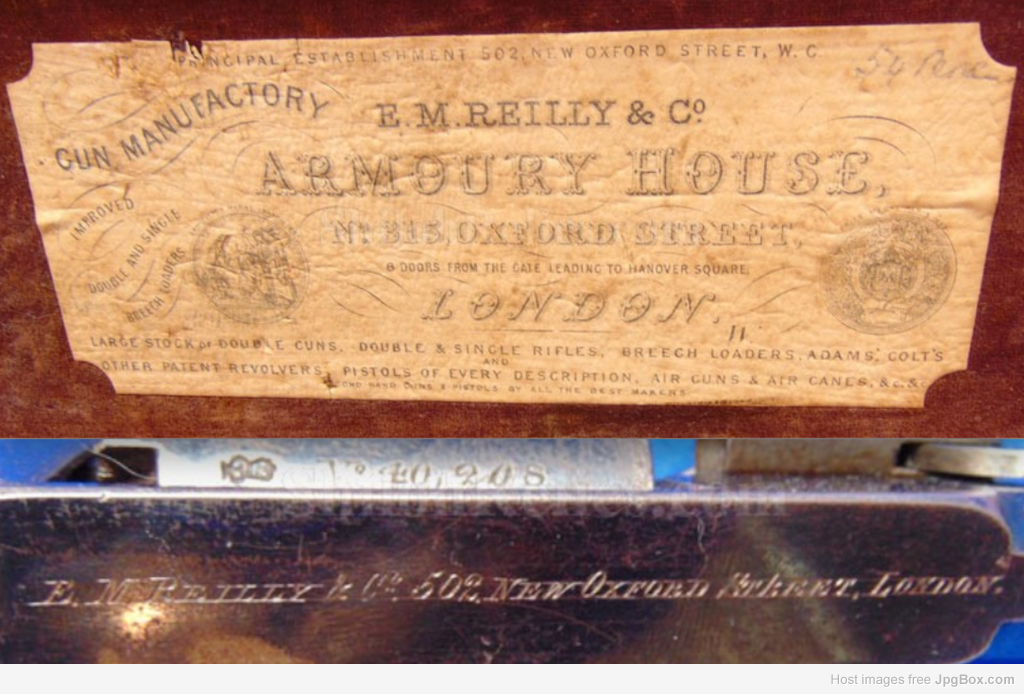 PRINCIPAL ESTABLISHMENT 502, NEW OXFORD STREET, W. C
GUN MANUFACTORY
E. M. REILLY & Cº
ARMOURY HOUSE,
IMPROVED
DOUBLE AND SINGLE
BREECH LOADERS
Nº 315, OXFORD STREET,
8 DOORS FROM THE GATE LEADING TO HANOVER SQUARE,
LONDON.
11
LARGE STOCK of DOUBLE GUNS, DOUBLE & SINGLE RIFLES, BREECH LOADERS, ADAMS', COLT'S
AND
OTHER PATENT REVOLVERS, PISTOLS OF EVERY DESCRIPTION, AIR GUNS & AIR CANES, &c. &c
SECOND HAND GUNS & PISTOLS BY ALL THE BEST MAKERS
Nº 40,208
E. M. REILLY & Cº. 502, NEW OXFORD STREET, LONDON.
Host images free JpgBox.com